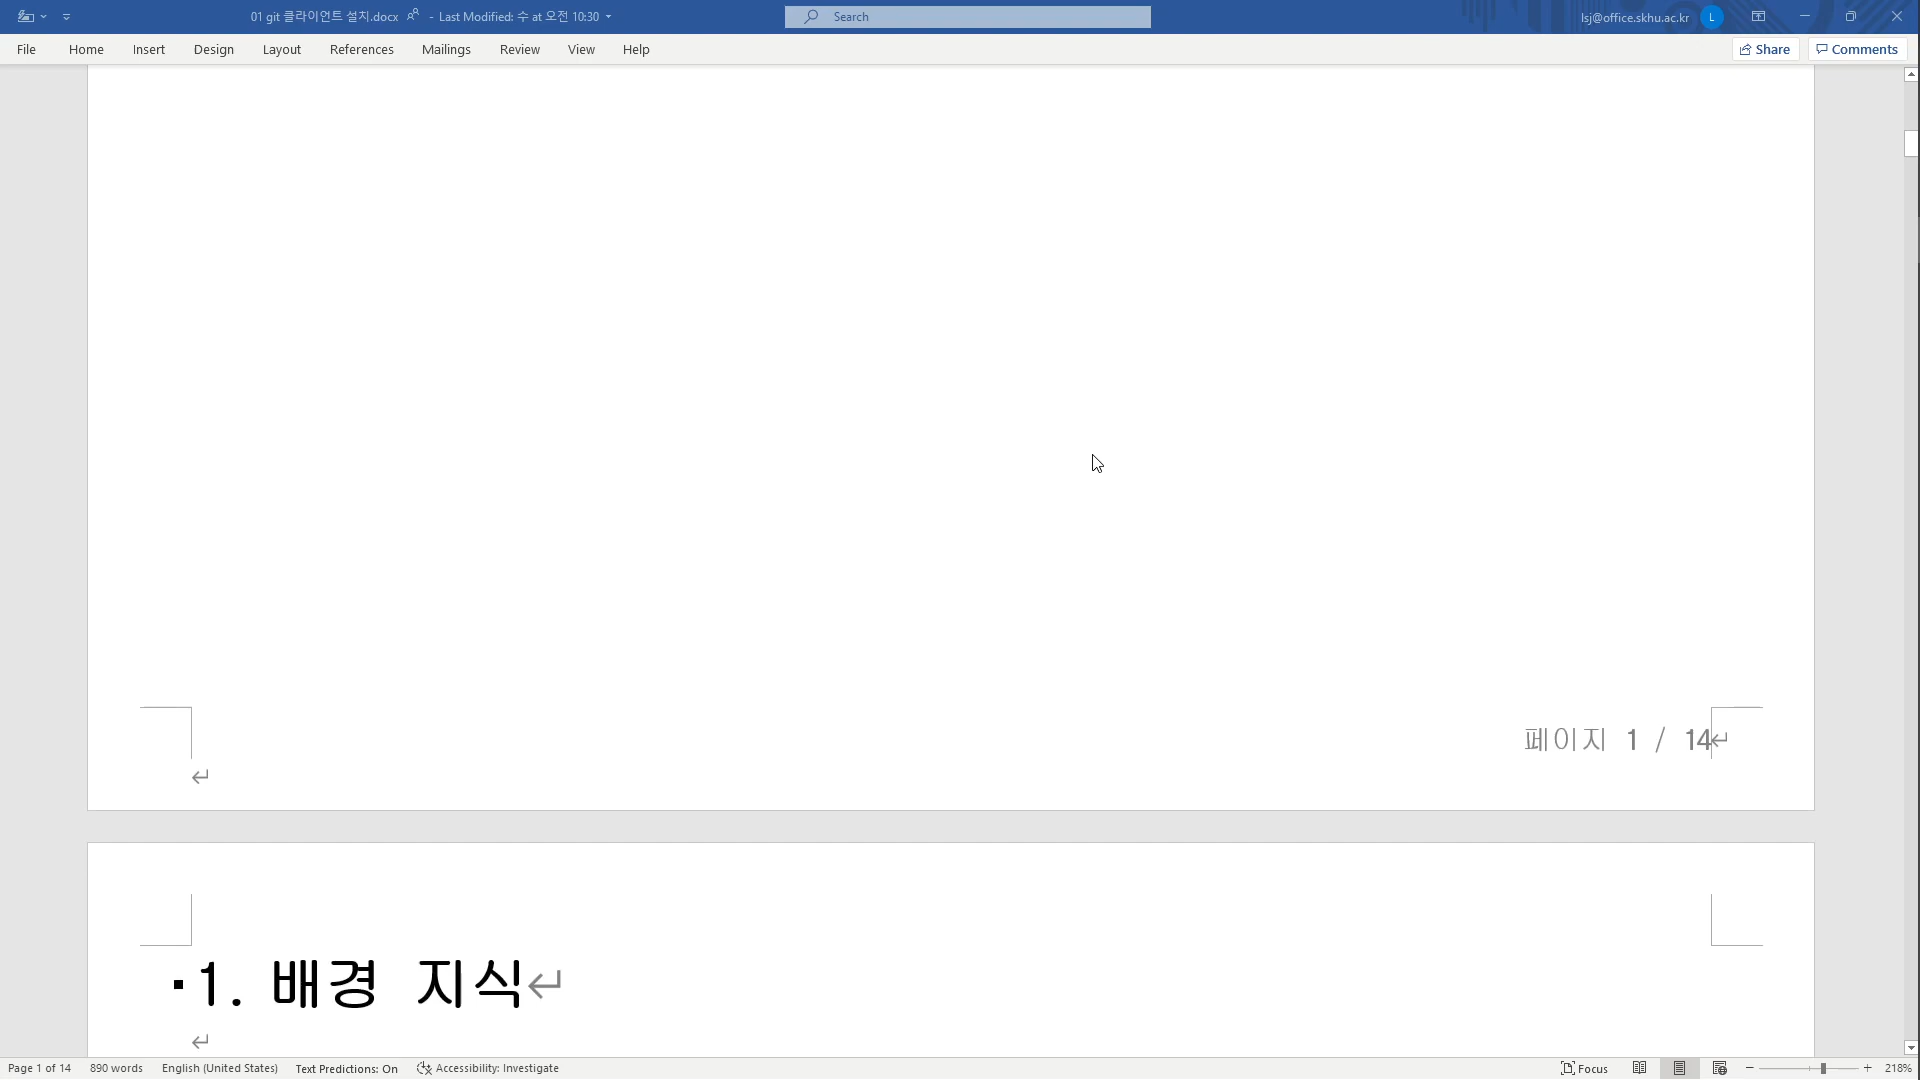 01 git 클라이언트 설치.docx - Last Modified: 수 at 오전 10:30
Search
lsj@office.skhu.ac.kr L
File Home Insert Design Layout References Mailings Review View Help
Share Comments
페이지 1 / 14
1. 배경 지식
Page 1 of 14 890 words English (United States) Text Predictions: On Accessibility: Investigate Focus 218%